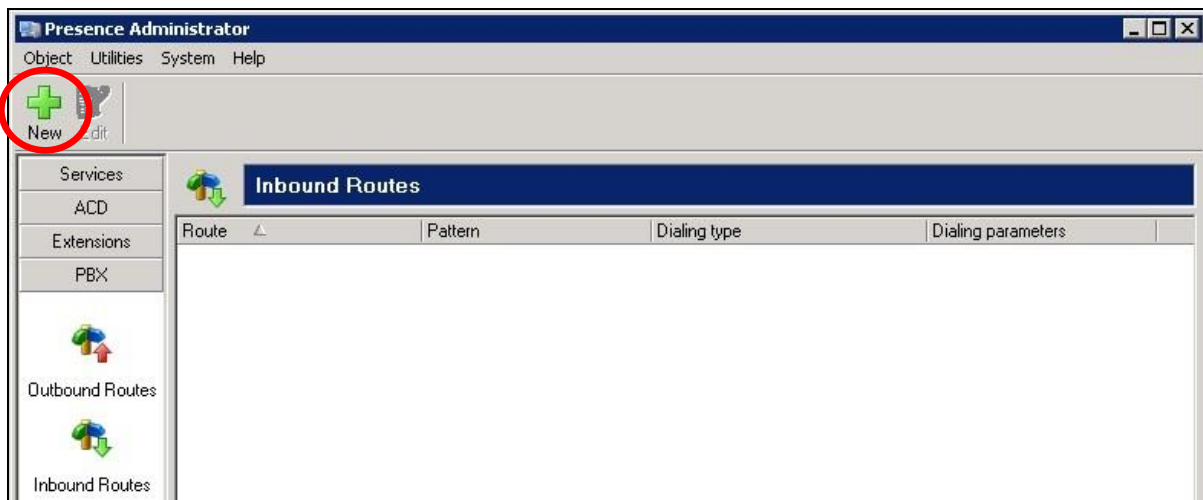 Presence Administrator
Object Utilities System Help
New Edit
Services
ACD
Extensions
PBX
Outbound Routes
Inbound Routes
Inbound Routes
Route Pattern Dialing type Dialing parameters